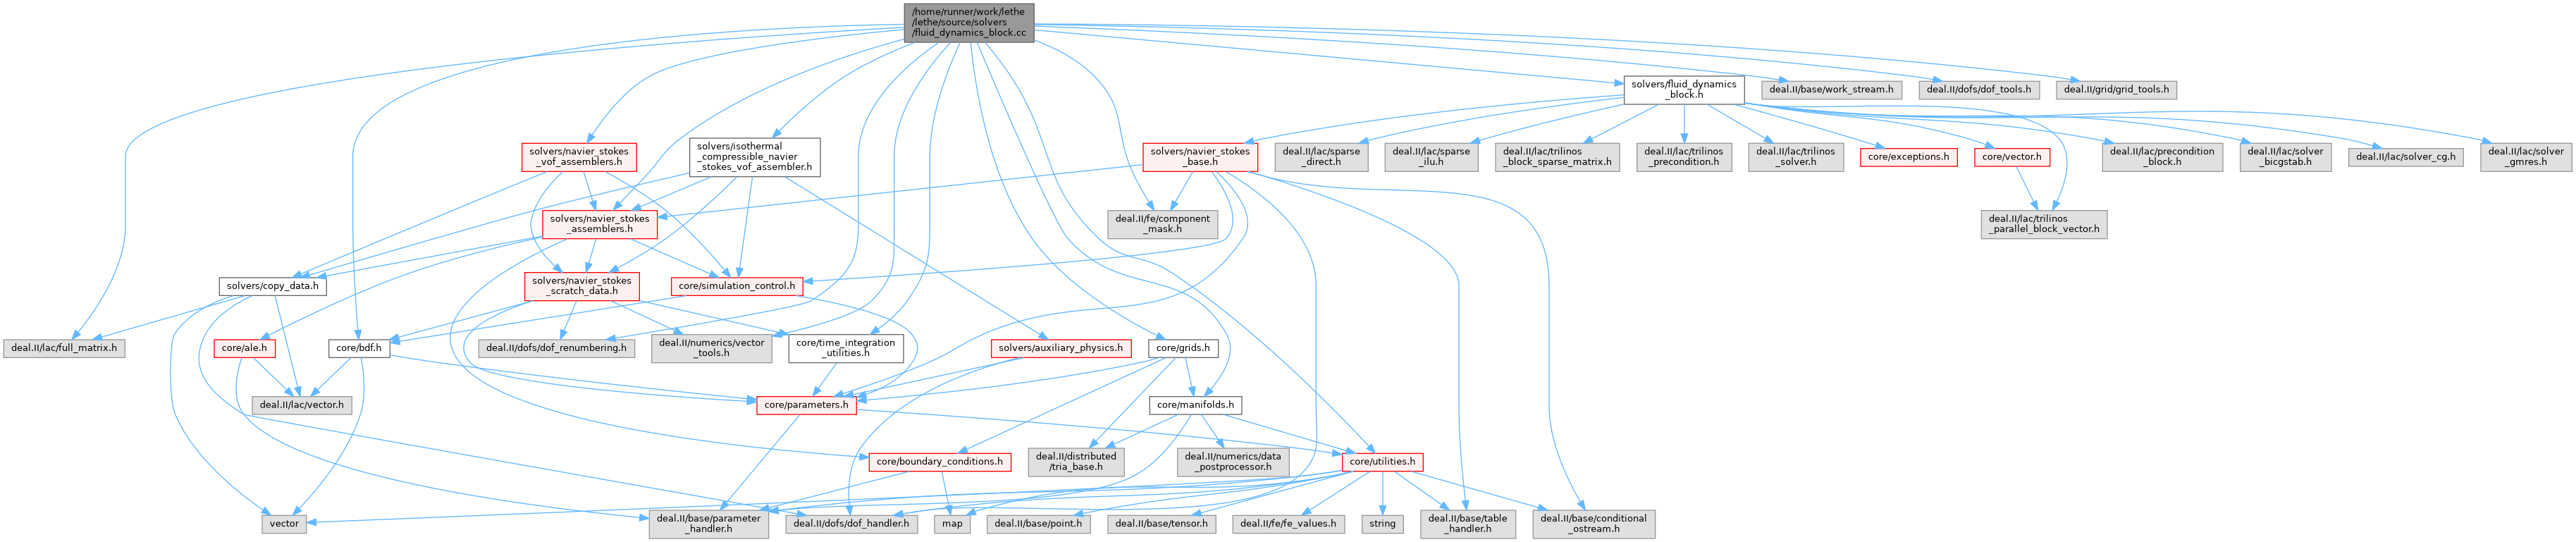 /home/runner/work/lethe
/lethe/source/solvers
/fluid_dynamics_block.cc
solvers/fluid_dynamics
_block.h
deal.II/base/work_stream.h
deal.II/dofs/dof_tools.h
deal.II/grid/grid_tools.h
solvers/navier_stokes
_vof_assemblers.h
solvers/isothermal
_compressible_navier
_stokes_vof_assembler.h
solvers/navier_stokes
_base.h
deal.II/lac/sparse
_direct.h
deal.II/lac/sparse
_ilu.h
deal.II/lac/trilinos
_block_sparse_matrix.h
deal.II/lac/trilinos
_precondition.h
deal.II/lac/trilinos
_solver.h
core/exceptions.h
core/vector.h
deal.II/lac/precondition
_block.h
deal.II/lac/solver
_bicgstab.h
deal.II/lac/solver_cg.h
deal.II/lac/solver
_gmres.h
solvers/navier_stokes
_assemblers.h
deal.II/fe/component
_mask.h
deal.II/lac/trilinos
_parallel_block_vector.h
solvers/copy_data.h
solvers/navier_stokes
_scratch_data.h
core/simulation_control.h
deal.II/lac/full_matrix.h
core/ale.h
core/bdf.h
deal.II/dofs/dof_renumbering.h
deal.II/numerics/vector
_tools.h
core/time_integration
_utilities.h
solvers/auxiliary_physics.h
core/grids.h
deal.II/lac/vector.h
core/parameters.h
core/manifolds.h
core/boundary_conditions.h
deal.II/distributed
/tria_base.h
deal.II/numerics/data
_postprocessor.h
core/utilities.h
vector
deal.II/base/parameter
_handler.h
deal.II/dofs/dof_handler.h
map
deal.II/base/point.h
deal.II/base/tensor.h
deal.II/fe/fe_values.h
string
deal.II/base/table
_handler.h
deal.II/base/conditional
_ostream.h